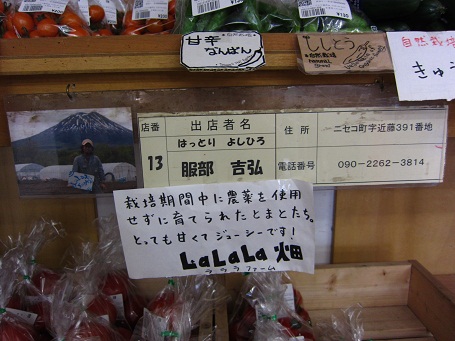 甘辛
なんばん
ししとう
自然栽培
自然栽培
きゅ
店番
出店者名
住所
13
はっとり よしひろ
服部 吉弘
ニセコ町字近藤391番地
電話番号
090-2262-3814
栽培期間中に農薬を使用
せずに育てられたとまとたち。
とっても甘くてジューシーです!
LaLaLa 畑
ラララファーム